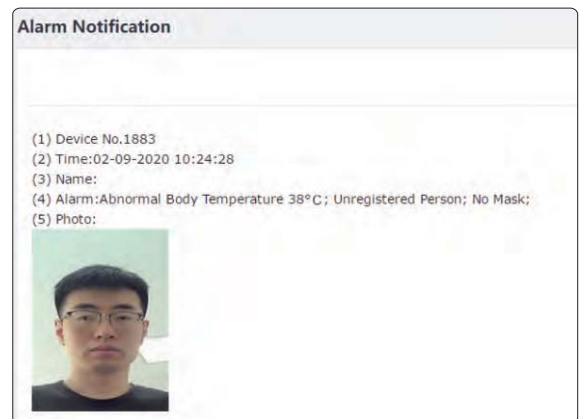 Alarm Notification
(1) Device No.1883
(2) Time:02-09-2020 10:24:28
(3) Name:
(4) Alarm:Abnormal Body Temperature 38°C; Unregistered Person; No Mask;
(5) Photo: